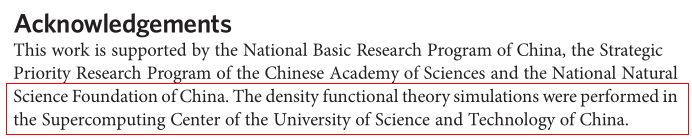 Acknowledgements
This work is supported by the National Basic Research Program of China, the Strategic
Priority Research Program of the Chinese Academy of Sciences and the National Natural
Science Foundation of China. The density functional theory simulations were performed in
the Supercomputing Center of the University of Science and Technology of China.